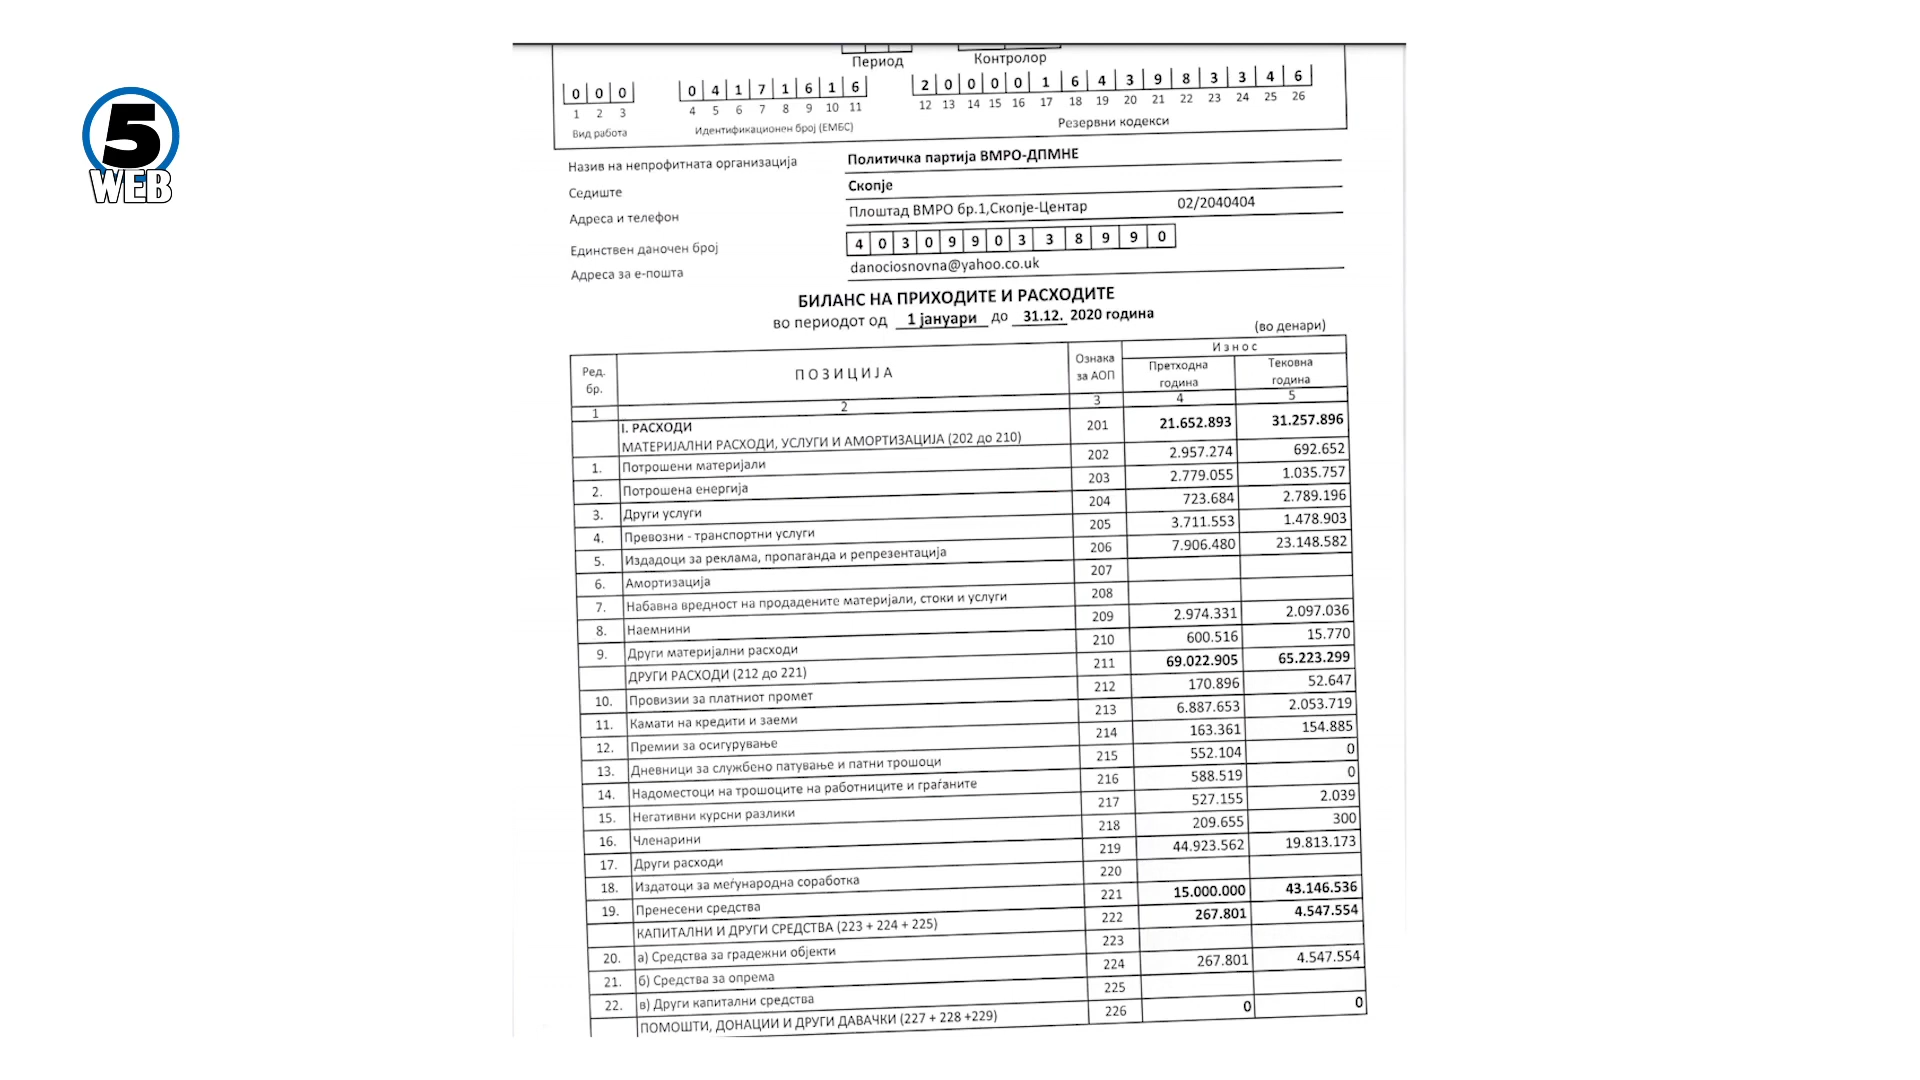 5
WEB
Период Контролор
0 0 0 0 4 1 7 1 6 1 6 2 0 0 0 0 1 6 4 3 9 8 3 3 4 6
1 2 3 4 5 6 7 8 9 10 11 12 13 14 15 16 17 18 19 20 21 22 23 24 25 26
Вид работа Идентификационен број (ЕМБС) Резервни кодекси
Назив на непрофитната организација Политичка партија ВМРО-ДПМНЕ
Седиште Скопје
Адреса и телефон Плоштад ВМРО бр.1,Скопје-Центар 02/2040404
Единствен даночен број 4 0 3 0 9 9 0 3 3 8 9 9 0
Адреса за е-пошта danociosnovna@yahoo.co.uk
БИЛАНС НА ПРИХОДИТЕ И РАСХОДИТЕ
во периодот од 1 јануари до 31.12. 2020 година
(во денари)
Ред. бр. ПОЗИЦИЈА Ознака за АОП Износ
Претходна година Тековна година
1 2 3 4 5
I. РАСХОДИ
МАТЕРИЈАЛНИ РАСХОДИ, УСЛУГИ И АМОРТИЗАЦИЈА (202 до 210) 201 21.652.893 31.257.896
1. Потрошени материјали 202 2.957.274 692.652
2. Потрошена енергија 203 2.779.055 1.035.757
3. Други услуги 204 723.684 2.789.196
4. Превозни - транспортни услуги 205 3.711.553 1.478.903
5. Издадоци за реклама, пропаганда и репрезентација 206 7.906.480 23.148.582
6. Амортизација 207
7. Набавна вредност на продадените материјали, стоки и услуги 208
8. Наемнини 209 2.974.331 2.097.036
9. Други материјални расходи 210 600.516 15.770
ДРУГИ РАСХОДИ (212 до 221) 211 69.022.905 65.223.299
10. Провизии за платниот промет 212 170.896 52.647
11. Камати на кредити и заеми 213 6.887.653 2.053.719
12. Премии за осигурување 214 163.361 154.885
13. Дневници за службено патување и патни трошоци 215 552.104 0
14. Надоместоци на трошоците на работниците и граѓаните 216 588.519 0
15. Негативни курсни разлики 217 527.155 2.039
16. Членарини 218 209.655 300
17. Други расходи 219 44.923.562 19.813.173
18. Издатоци за меѓународна соработка 220
19. Пренесени средства 221 15.000.000 43.146.536
КАПИТАЛНИ И ДРУГИ СРЕДСТВА (223 + 224 + 225) 222 267.801 4.547.554
20. а) Средства за градежни објекти 223
21. б) Средства за опрема 224 267.801 4.547.554
22. в) Други капитални средства 225
ПОМОШТИ, ДОНАЦИИ И ДРУГИ ДАВАЧКИ (227 + 228 +229) 226 0 0